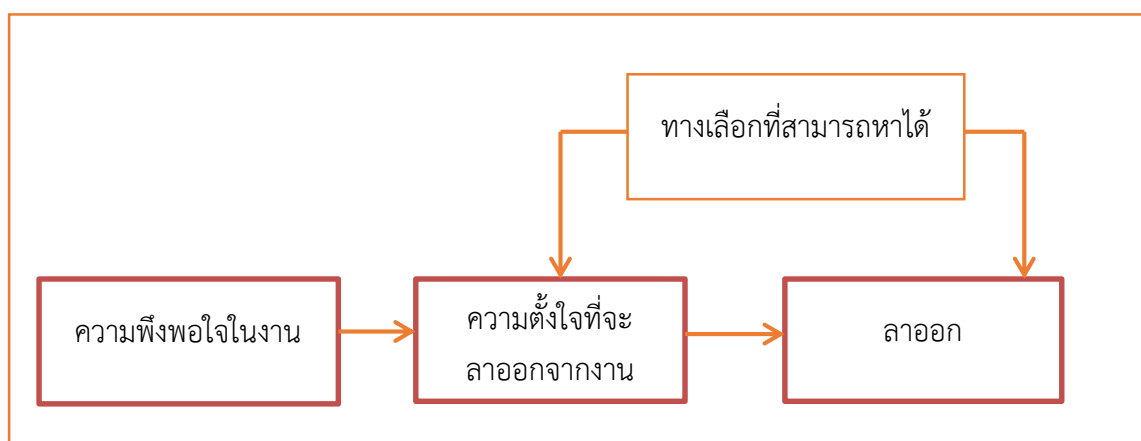 ทางเลือกที่สามารถหาได้
ความพึงพอใจในงาน
ความตั้งใจที่จะ
ลาออกจากงาน
ลาออก